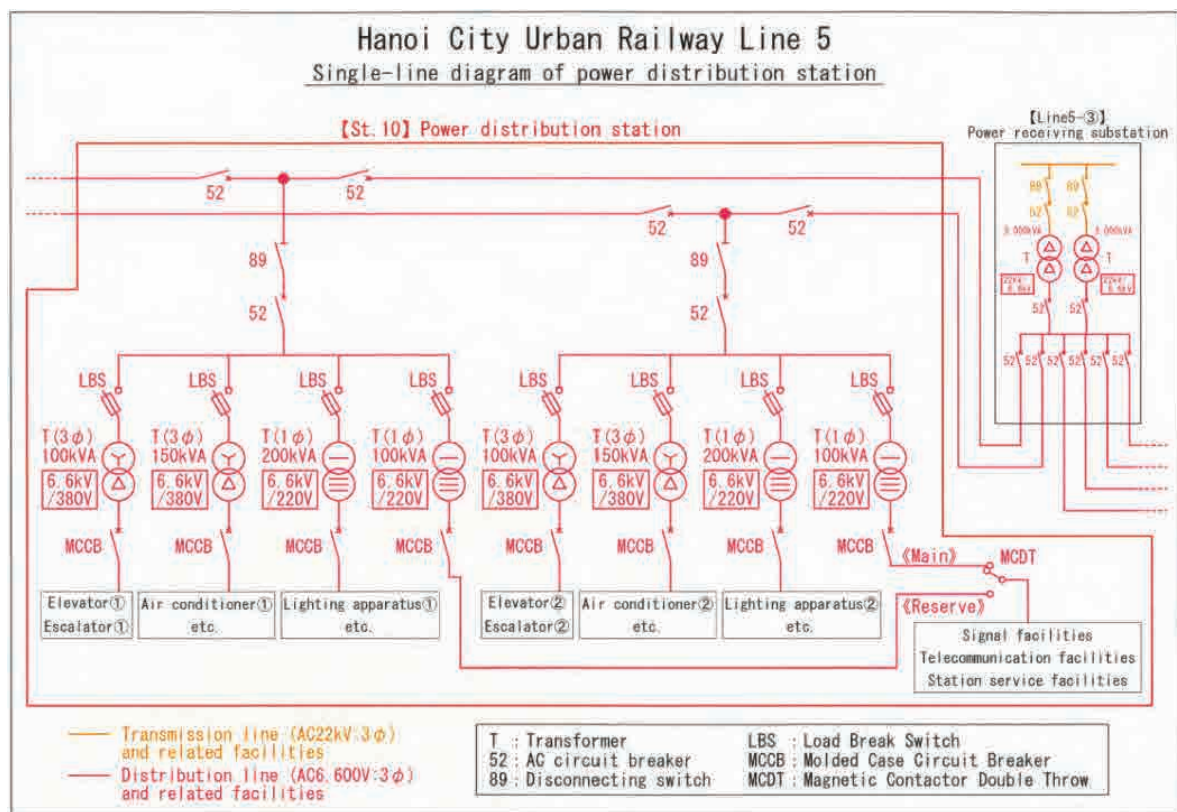 Hanoi City Urban Railway Line 5
Single-line diagram of power distribution station
【St.10】Power distribution station
【Line5-③】
Power receiving substation
52
52
52
52
89
89
52
52
89
89
52
52
T
T
52
52
52
52
52
52
52
52
LBS
LBS
LBS
LBS
LBS
LBS
LBS
LBS
T(3φ)
100kVA
6.6kV
/380V
T(3φ)
150kVA
6.6kV
/380V
T(1φ)
200kVA
6.6kV
/220V
T(1φ)
100kVA
6.6kV
/220V
T(3φ)
100kVA
6.6kV
/380V
T(3φ)
150kVA
6.6kV
/380V
T(1φ)
200kVA
6.6kV
/220V
T(1φ)
100kVA
6.6kV
/220V
MCCB
MCCB
MCCB
MCCB
MCCB
MCCB
MCCB
MCCB
《Main》
MCDT
《Reserve》
Elevator①
Escalator①
Air conditioner①
etc.
Lighting apparatus①
etc.
Elevator②
Escalator②
Air conditioner②
etc.
Lighting apparatus②
etc.
Signal facilities
Telecommunication facilities
Station service facilities
Transmission line (AC22kV:3φ)
and related facilities
Distribution line (AC6,600V:3φ)
and related facilities
T : Transformer
52 : AC circuit breaker
89 : Disconnecting switch
LBS : Load Break Switch
MCCB : Molded Case Circuit Breaker
MCDT : Magnetic Contactor Double Throw